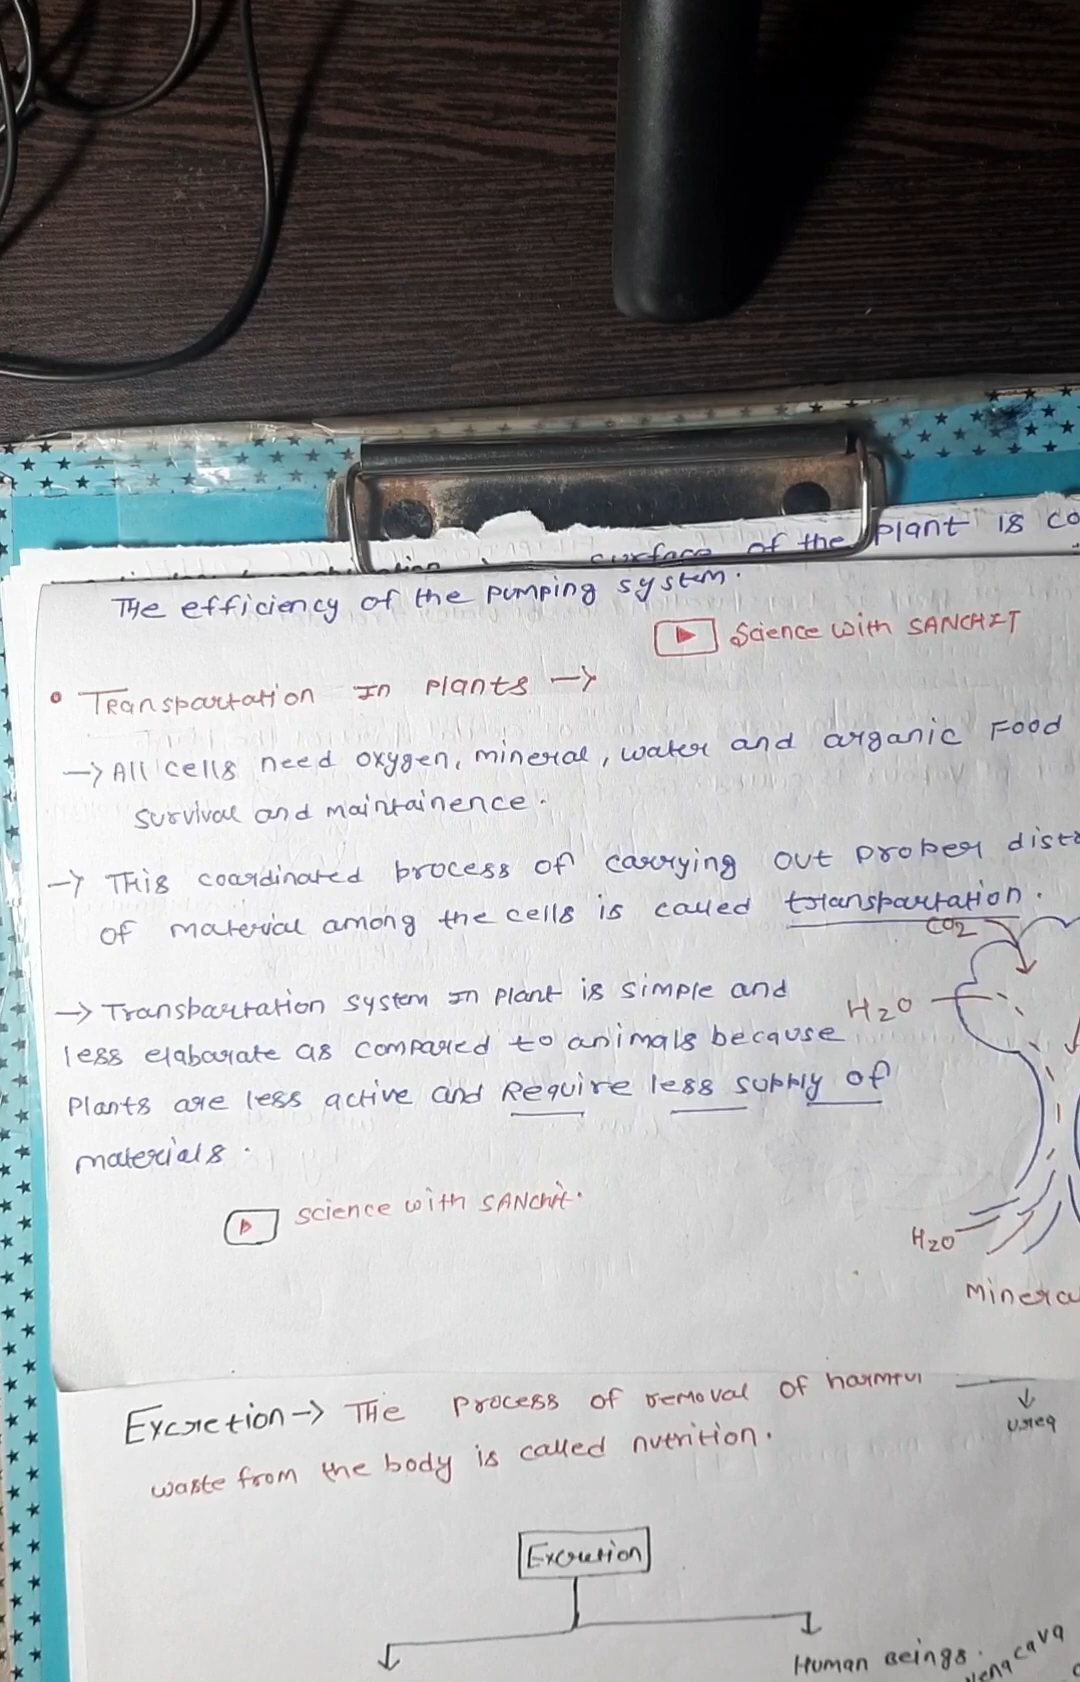 surface of the plant is co
The efficiency of the pumping system.
Science with SANCHIT
Transportation In plants →
→ All cells need oxygen, mineral, water and organic Food
survival and maintainence.
→ This coordinated process of carrying out proper distr
of material among the cells is called transportation.
CO2
→ Transportation system In plant is simple and
H2O
less elaborate as compared to animals because
Plants are less active and Require less supply of
materials.
Science with SANchit.
H2O
Minera
Excretion → The process of removal of harmful
Urea
waste from the body is called nutrition.
Excretion
Human Beings.
vena cava